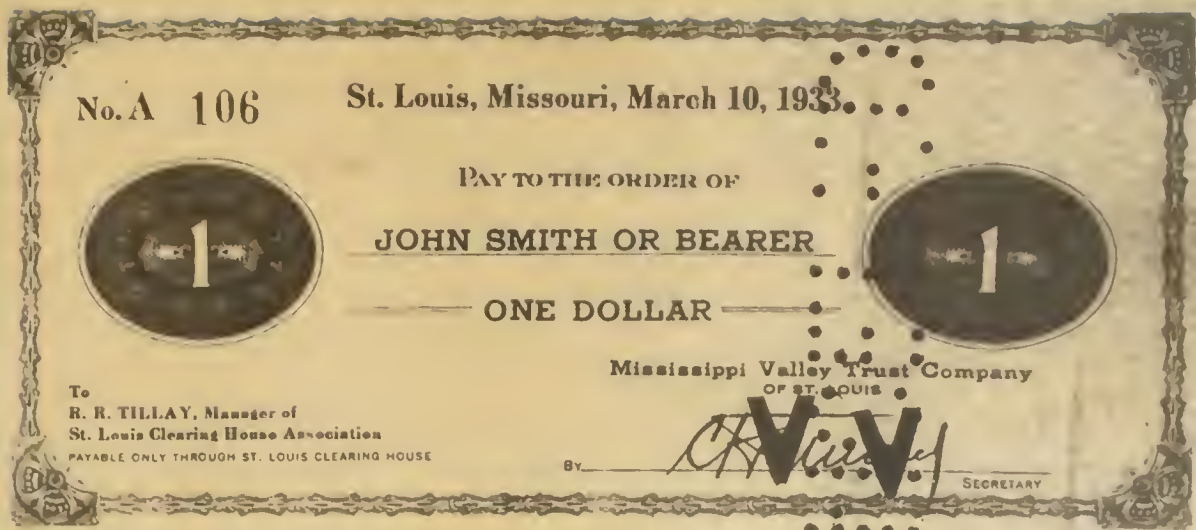 No. A 106
St. Louis, Missouri, March 10, 1933.
PAY TO THE ORDER OF
JOHN SMITH OR BEARER
1 1
ONE DOLLAR
Mississippi Valley Trust Company
OF ST. LOUIS
To
R. R. TILLAY, Manager of
St. Louis Clearing House Association
PAYABLE ONLY THROUGH ST. LOUIS CLEARING HOUSE
BY
SECRETARY